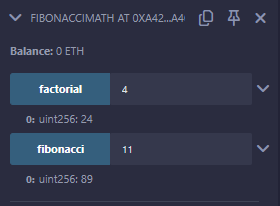 FIBONACCIMATH AT 0XA42...A4
Balance: 0 ETH
factorial 4
0: uint256: 24
fibonacci 11
0: uint256: 89